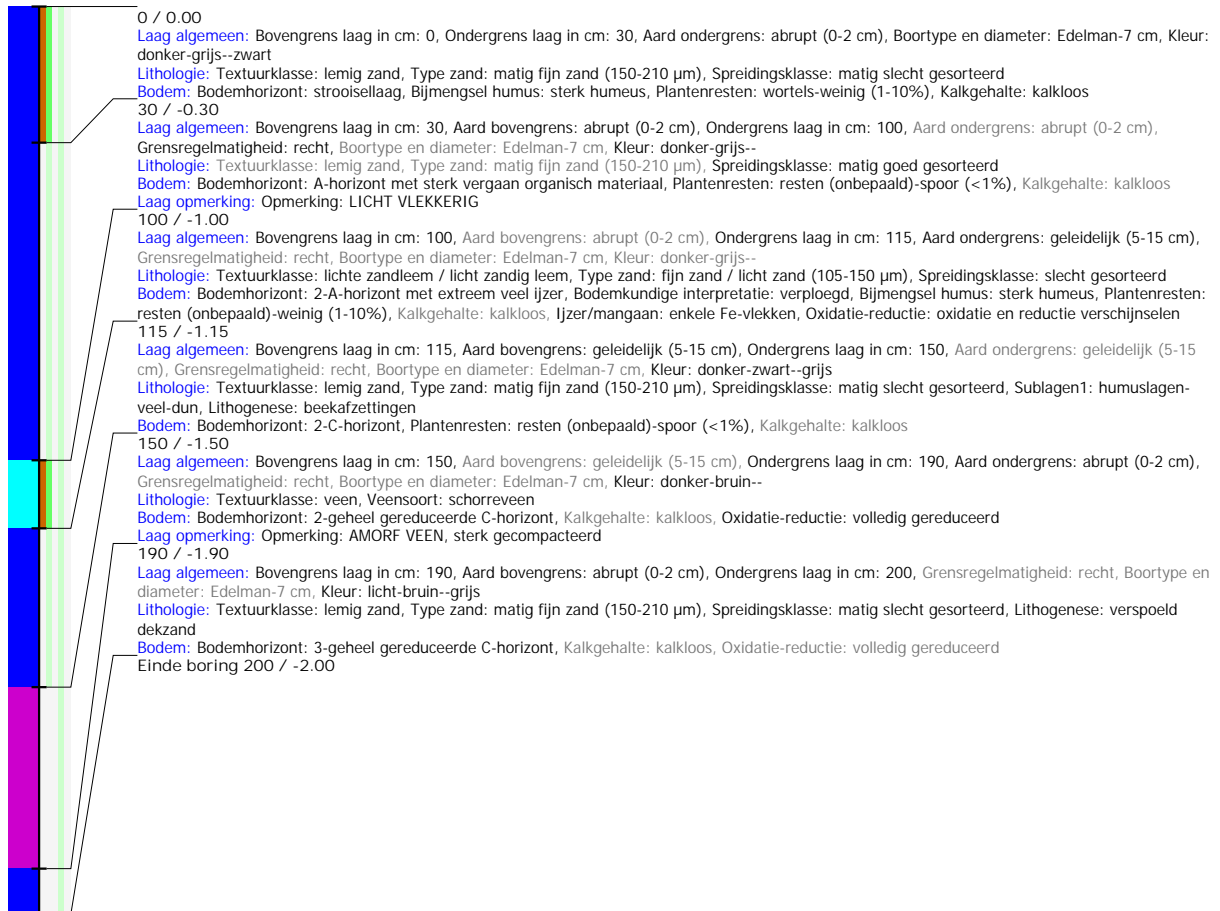 0 / 0.00
Laag algemeen: Bovengrens laag in cm: 0, Ondergrens laag in cm: 30, Aard ondergrens: abrupt (0-2 cm), Boortype en diameter: Edelman-7 cm, Kleur:
donker-grijs--zwart
Lithologie: Textuurklasse: lemig zand, Type zand: matig fijn zand (150-210 µm), Spreidingsklasse: matig slecht gesorteerd
Bodem: Bodemhorizont: strooisellaag, Bijmengsel humus: sterk humeus, Plantenresten: wortels-weinig (1-10%), Kalkgehalte: kalkloos
30 / -0.30
Laag algemeen: Bovengrens laag in cm: 30, Aard bovengrens: abrupt (0-2 cm), Ondergrens laag in cm: 100, Aard ondergrens: abrupt (0-2 cm),
Grensregelmatigheid: recht, Boortype en diameter: Edelman-7 cm, Kleur: donker-grijs--
Lithologie: Textuurklasse: lemig zand, Type zand: matig fijn zand (150-210 µm), Spreidingsklasse: matig goed gesorteerd
Bodem: Bodemhorizont: A-horizont met sterk vergaan organisch materiaal, Plantenresten: resten (onbepaald)-spoor (<1%), Kalkgehalte: kalkloos
Laag opmerking: Opmerking: LICHT VLEKKERIG
100 / -1.00
Laag algemeen: Bovengrens laag in cm: 100, Aard bovengrens: abrupt (0-2 cm), Ondergrens laag in cm: 115, Aard ondergrens: geleidelijk (5-15 cm),
Grensregelmatigheid: recht, Boortype en diameter: Edelman-7 cm, Kleur: donker-grijs--
Lithologie: Textuurklasse: lichte zandleem / licht zandig leem, Type zand: fijn zand / licht zand (105-150 µm), Spreidingsklasse: slecht gesorteerd
Bodem: Bodemhorizont: 2-A-horizont met extreem veel ijzer, Bodemkundige interpretatie: verploegd, Bijmengsel humus: sterk humeus, Plantenresten:
resten (onbepaald)-weinig (1-10%), Kalkgehalte: kalkloos, Ijzer/mangaan: enkele Fe-vlekken, Oxidatie-reductie: oxidatie en reductie verschijnselen
115 / -1.15
Laag algemeen: Bovengrens laag in cm: 115, Aard bovengrens: geleidelijk (5-15 cm), Ondergrens laag in cm: 150, Aard ondergrens: geleidelijk (5-15
cm), Grensregelmatigheid: recht, Boortype en diameter: Edelman-7 cm, Kleur: donker-zwart--grijs
Lithologie: Textuurklasse: lemig zand, Type zand: matig fijn zand (150-210 µm), Spreidingsklasse: matig slecht gesorteerd, Sublagen1: humuslagen-
veel-dun, Lithogenese: beekafzettingen
Bodem: Bodemhorizont: 2-C-horizont, Plantenresten: resten (onbepaald)-spoor (<1%), Kalkgehalte: kalkloos
150 / -1.50
Laag algemeen: Bovengrens laag in cm: 150, Aard bovengrens: geleidelijk (5-15 cm), Ondergrens laag in cm: 190, Aard ondergrens: abrupt (0-2 cm),
Grensregelmatigheid: recht, Boortype en diameter: Edelman-7 cm, Kleur: donker-bruin--
Lithologie: Textuurklasse: veen, Veensoort: schorreveen
Bodem: Bodemhorizont: 2-geheel gereduceerde C-horizont, Kalkgehalte: kalkloos, Oxidatie-reductie: volledig gereduceerd
Laag opmerking: Opmerking: AMORF VEEN, sterk gecompacteerd
190 / -1.90
Laag algemeen: Bovengrens laag in cm: 190, Aard bovengrens: abrupt (0-2 cm), Ondergrens laag in cm: 200, Grensregelmatigheid: recht, Boortype en
diameter: Edelman-7 cm, Kleur: licht-bruin--grijs
Lithologie: Textuurklasse: lemig zand, Type zand: matig fijn zand (150-210 µm), Spreidingsklasse: matig slecht gesorteerd, Lithogenese: verspoeld
dekzand
Bodem: Bodemhorizont: 3-geheel gereduceerde C-horizont, Kalkgehalte: kalkloos, Oxidatie-reductie: volledig gereduceerd
Einde boring 200 / -2.00